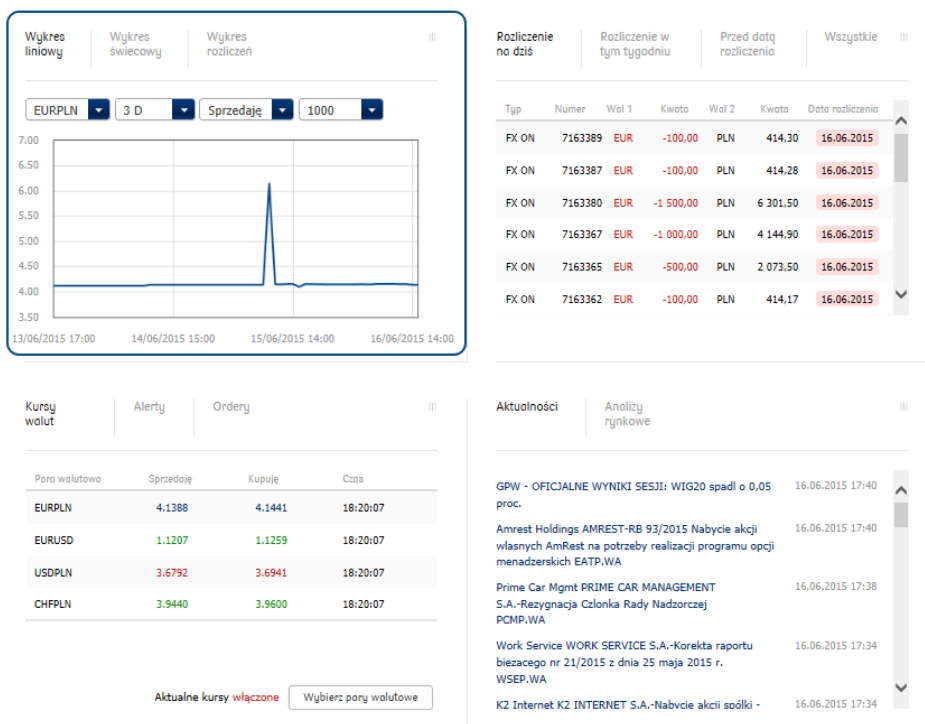 Wykres liniowy
Wykres świecowy
Wykres rozliczeń
EURPLN 3 D Sprzedaję 1000
7.00
6.50
6.00
5.50
5.00
4.50
4.00
3.50
13/06/2015 17:00 14/06/2015 15:00 15/06/2015 14:00 16/06/2015 14:00
Rozliczenie na dziś
Rozliczenie w tym tygodniu
Przed datą rozliczenia
Wszystkie
Typ Numer Wal 1 Kwota Wal 2 Kwota Data rozliczenia
FX ON 7163389 EUR -100,00 PLN 414,30 16.06.2015
FX ON 7163387 EUR -100,00 PLN 414,28 16.06.2015
FX ON 7163380 EUR -1 500,00 PLN 6 301,50 16.06.2015
FX ON 7163367 EUR -1 000,00 PLN 4 144,90 16.06.2015
FX ON 7163365 EUR -500,00 PLN 2 073,50 16.06.2015
FX ON 7163362 EUR -100,00 PLN 414,17 16.06.2015
Kursy walut
Alerty
Ordery
Para walutowa Sprzedaję Kupuję Czas
EURPLN 4.1388 4.1441 18:20:07
EURUSD 1.1207 1.1259 18:20:07
USDPLN 3.6792 3.6941 18:20:07
CHFPLN 3.9440 3.9600 18:20:07
Aktualne kursy włączone Wybierz pary walutowe
Aktualności
Analizy rynkowe
GPW - OFICJALNE WYNIKI SESJI: WIG20 spadl o 0,05 16.06.2015 17:40
proc.
Amrest Holdings AMREST-RB 93/2015 Nabycie akcji 16.06.2015 17:40
wlasnych AmRest na potrzeby realizacji programu opcji
menadzerskich EATP.WA
Prime Car Mgmt PRIME CAR MANAGEMENT 16.06.2015 17:38
S.A.-Rezygnacja Czlonka Rady Nadzorczej
PCMP.WA
Work Service WORK SERVICE S.A.-Korekta raportu 16.06.2015 17:34
biezacego nr 21/2015 z dnia 25 maja 2015 r.
WSEP.WA
K2 Internet K2 INTERNET S.A.-Nabycie akcji spólki - 16.06.2015 17:34